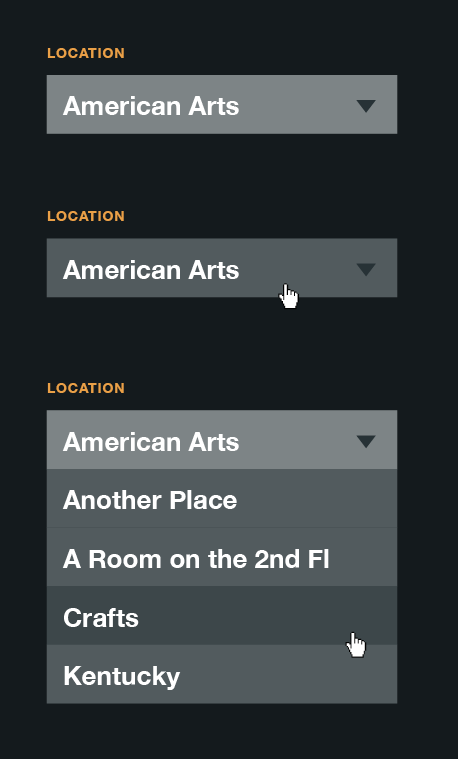 LOCATION
American Arts
LOCATION
American Arts
LOCATION
American Arts
Another Place
A Room on the 2nd Fl
Crafts
Kentucky